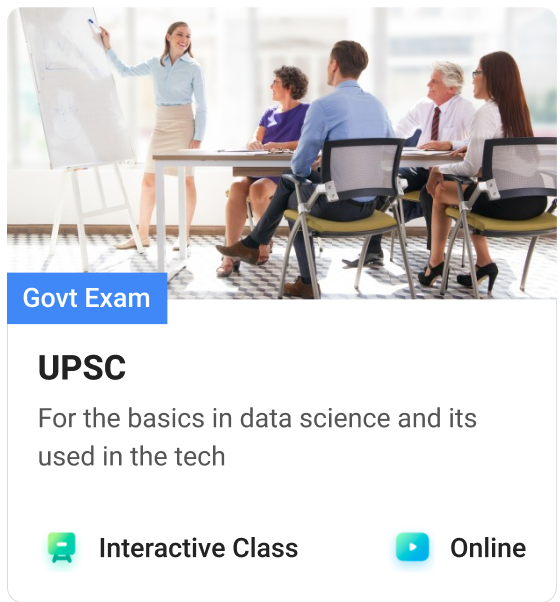 Govt Exam
UPSC
For the basics in data science and its
used in the tech
Interactive Class
Online